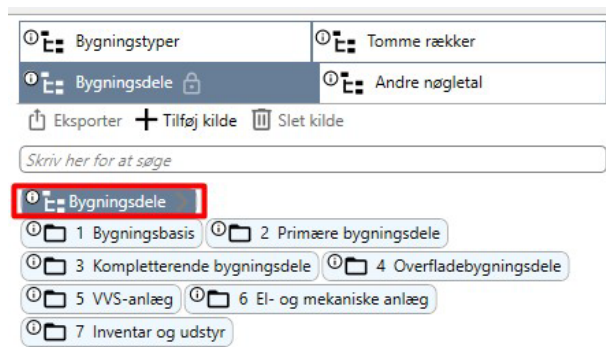 Bygningstyper Tomme rækker
Bygningsdele Andre nøgletal
Eksporter Tilføj kilde Slet kilde
Skriv her for at søge
Bygningsdele
1 Bygningsbasis 2 Primære bygningsdele
3 Kompletterende bygningsdele 4 Overfladebygningsdele
5 VVS-anlæg 6 El- og mekaniske anlæg
7 Inventar og udstyr